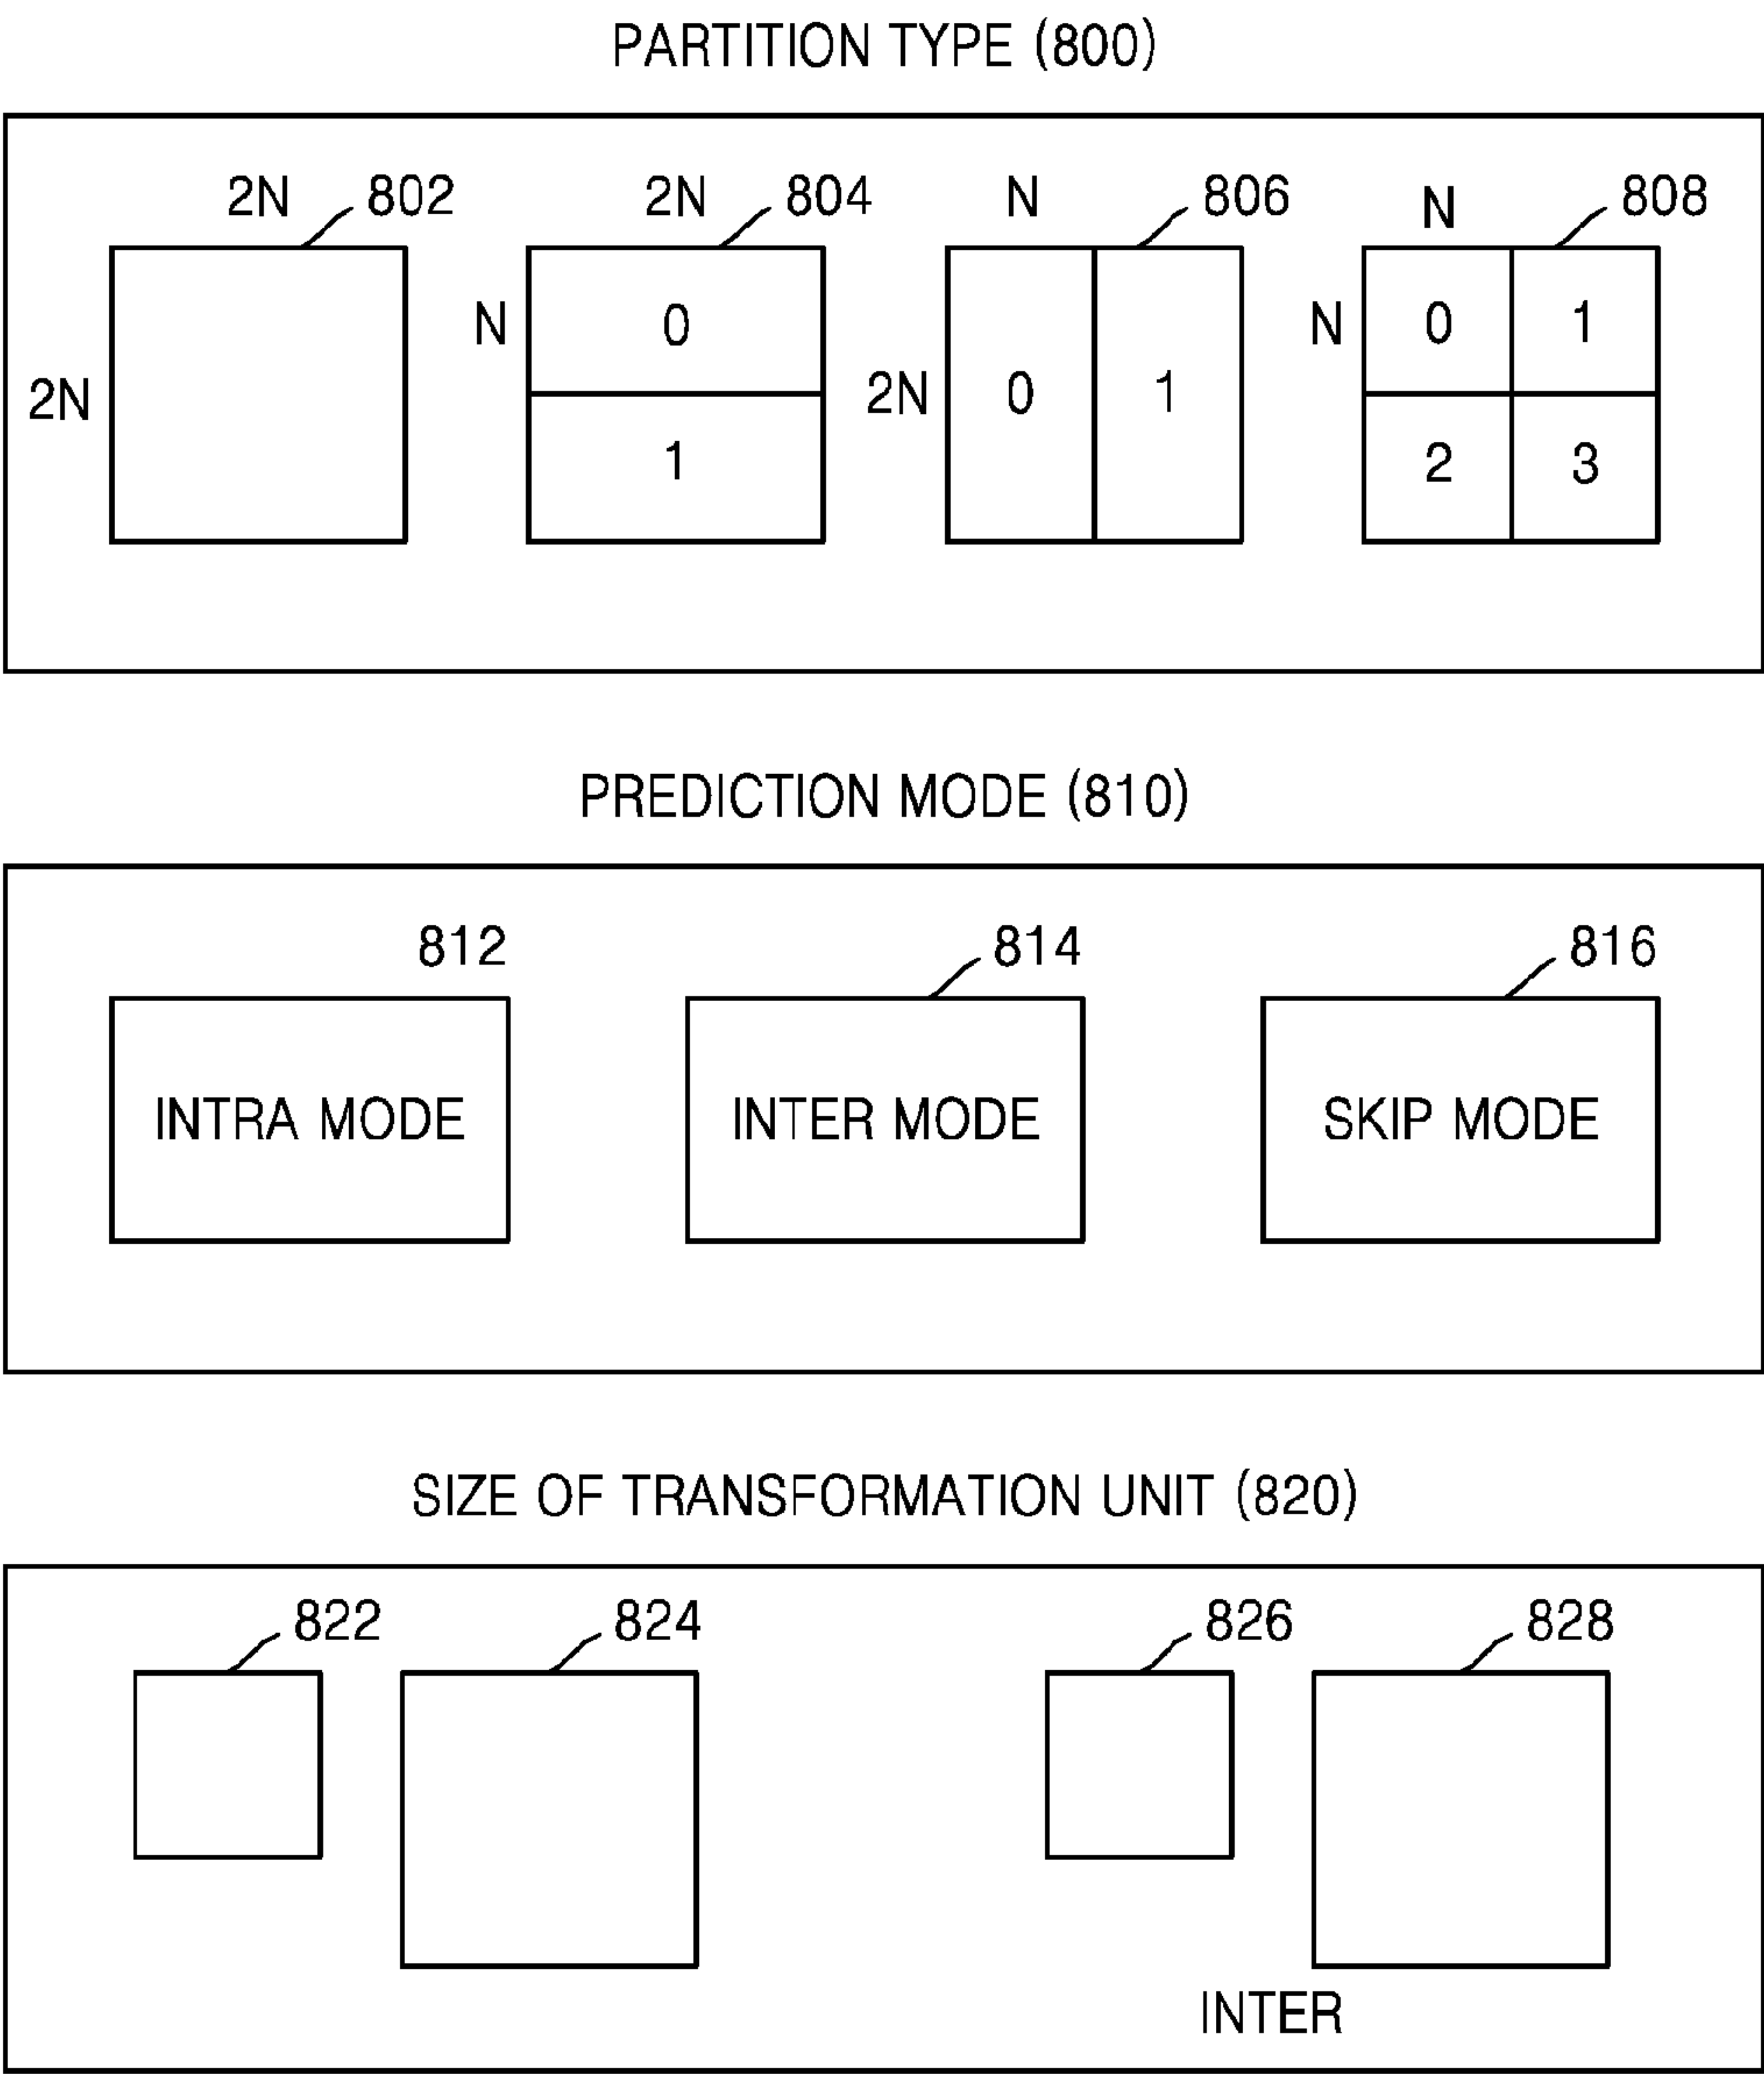 PARTITION TYPE (800)
2N 802 2N 804 N 806 N 808
N 0 N 0 1
2N 2N 0 1
1 2 3
PREDICTION MODE (810)
812 814 816
INTRA MODE INTER MODE SKIP MODE
SIZE OF TRANSFORMATION UNIT (820)
822 824 826 828
INTER